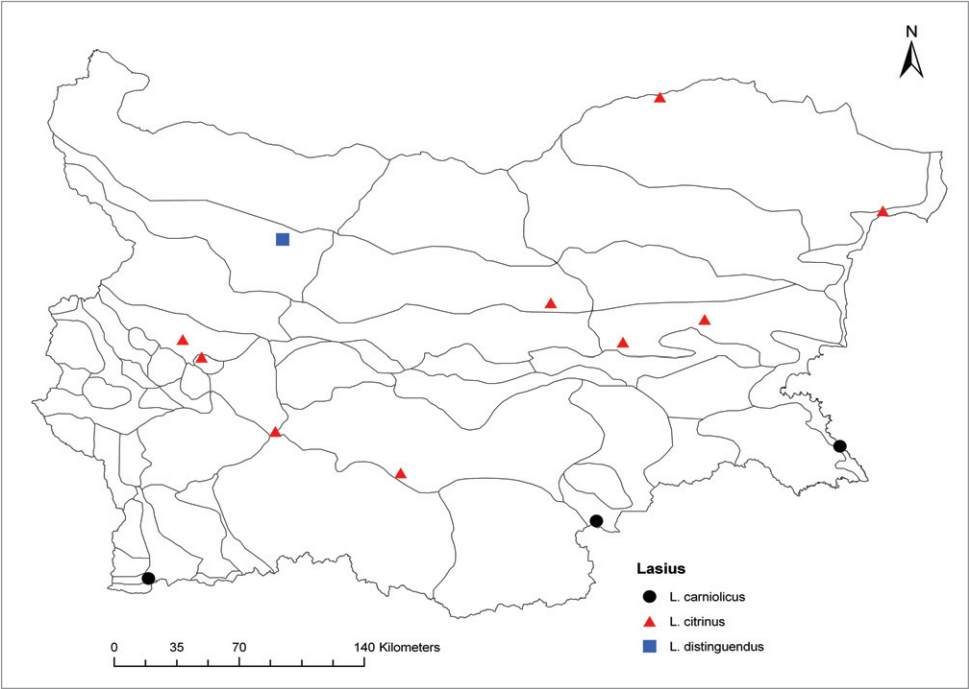 N
Lasius
L. carniolicus
L. citrinus
L. distinguendus
0 35 70 140 Kilometers